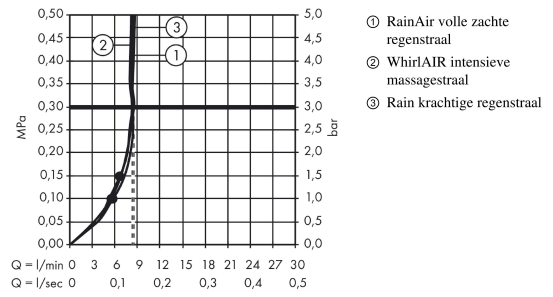 0,50 5,0
0,45 4,5
0,40 4,0
0,35 3,5
0,30 3,0
0,25 2,5
0,20 2,0
0,15 1,5
0,10 1,0
0,05 0,5
0,00 0,0
MPa
bar
③
②
①
Q = l/min 0 3 6 9 12 15 18 21 24 27 30
Q = l/sec 0 0,1 0,2 0,3 0,4 0,5
① RainAir volle zachte
regenstraal
② WhirlAIR intensieve
massagestraal
③ Rain krachtige regenstraal